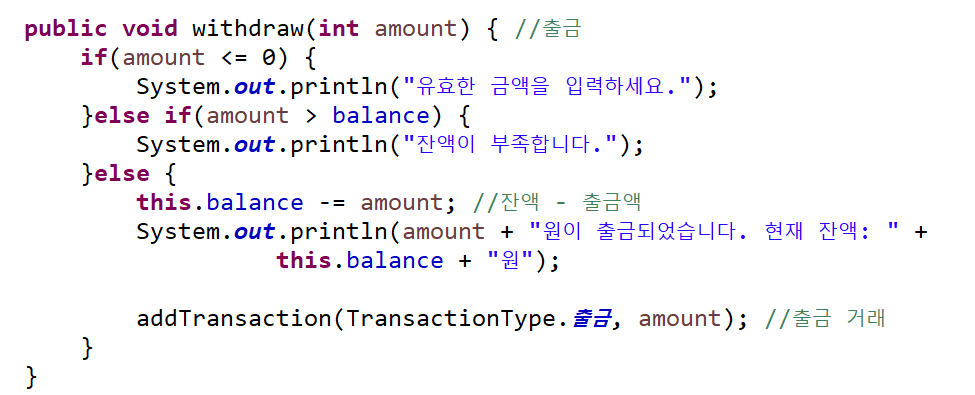 public void withdraw(int amount) { //출금
if(amount <= 0) {
System.out.println("유효한 금액을 입력하세요.");
}else if(amount > balance) {
System.out.println("잔액이 부족합니다.");
}else {
this.balance -= amount; //잔액 - 출금액
System.out.println(amount + "원이 출금되었습니다. 현재 잔액: " +
this.balance + "원");
addTransaction(TransactionType.출금, amount); //출금 거래
}
}